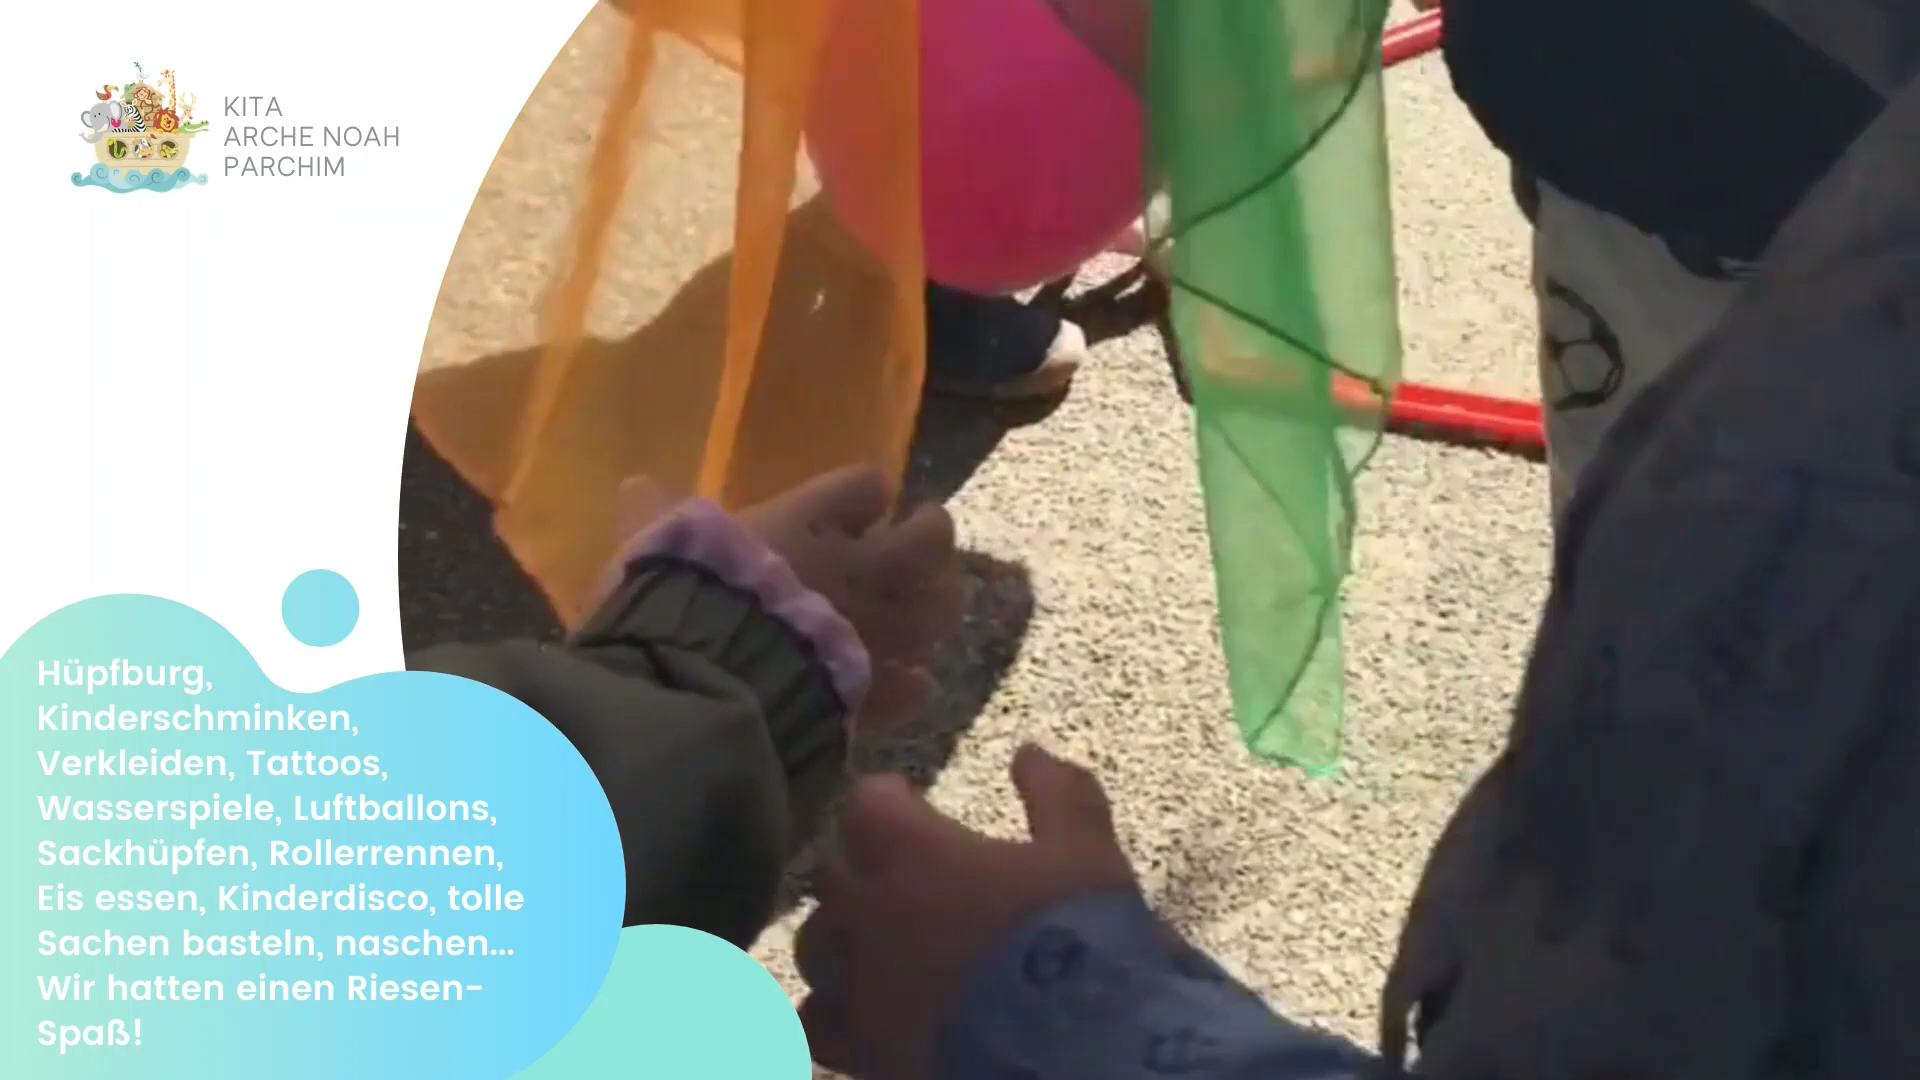 KITA
ARCHE NOAH
PARCHIM
Hüpfburg,
Kinderschminken,
Verkleiden, Tattoos,
Wasserspiele, Luftballons,
Sackhüpfen, Rollerrennen,
Eis essen, Kinderdisco, tolle
Sachen basteln, naschen...
Wir hatten einen Riesen-
Spaß!